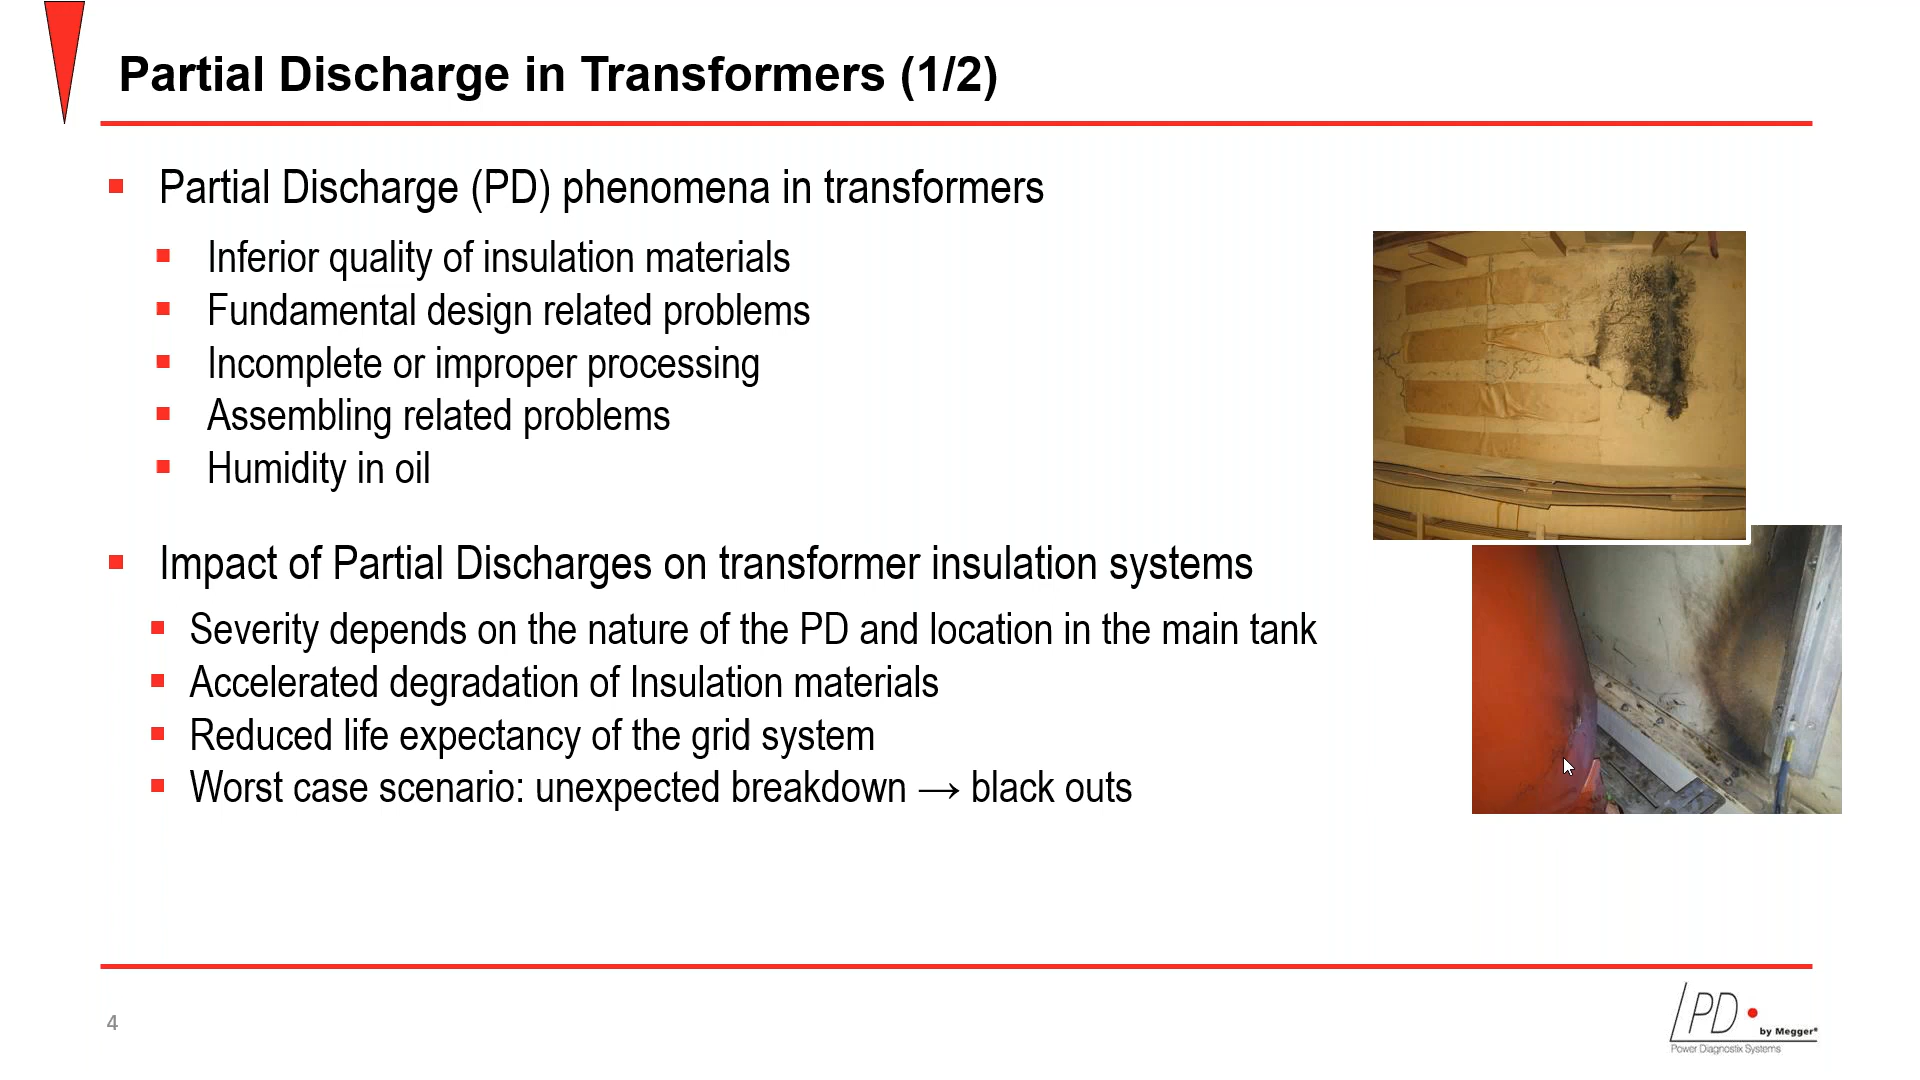 Partial Discharge in Transformers (1/2)
Partial Discharge (PD) phenomena in transformers
Inferior quality of insulation materials
Fundamental design related problems
Incomplete or improper processing
Assembling related problems
Humidity in oil
Impact of Partial Discharges on transformer insulation systems
Severity depends on the nature of the PD and location in the main tank
Accelerated degradation of Insulation materials
Reduced life expectancy of the grid system
Worst case scenario: unexpected breakdown → black outs
4
PD
by Megger®
Power Diagnostix Systems